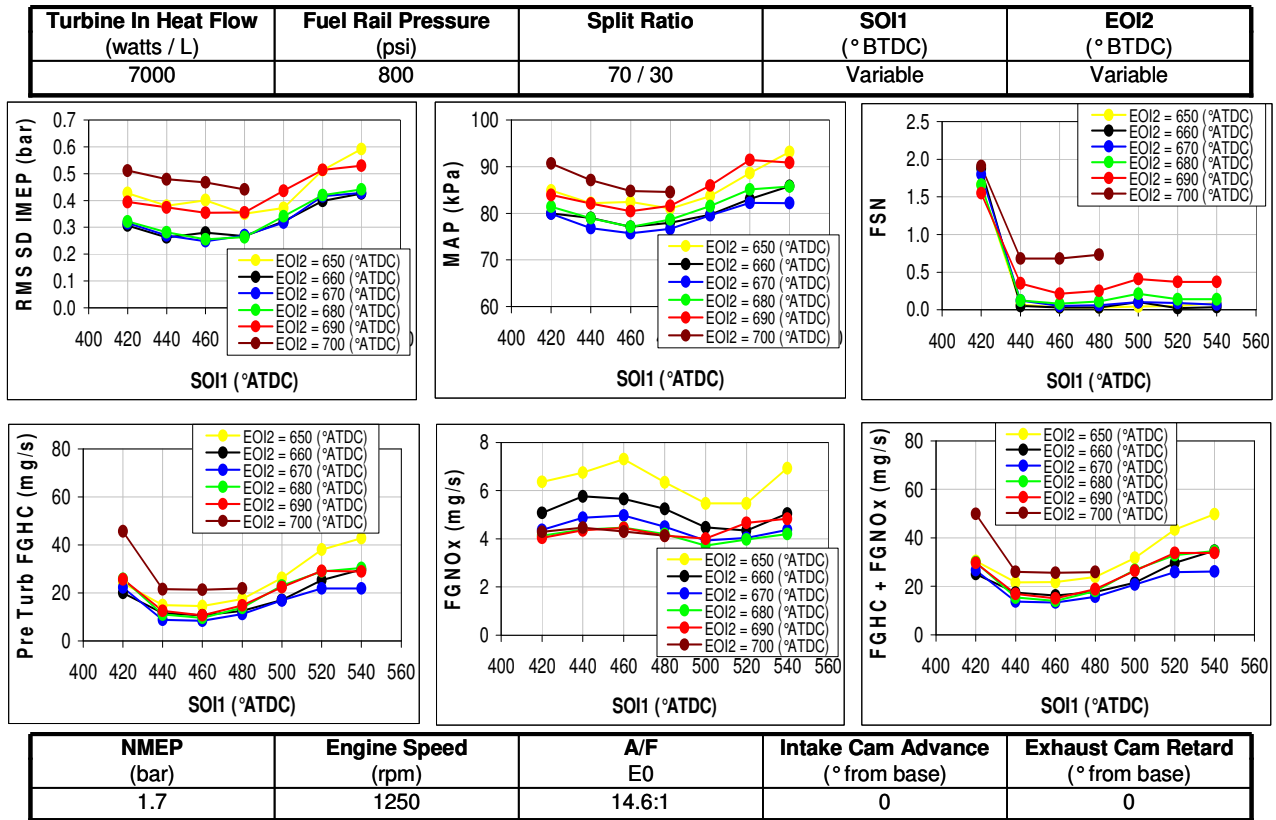 Turbine In Heat Flow Fuel Rail Pressure Split Ratio SOI1 EOI2
(watts / L) (psi) (° BTDC) (° BTDC)
7000 800 70 / 30 Variable Variable
RMS SD IMEP (bar)
0.7
0.6
0.5
0.4
0.3
0.2
0.1
0.0
EOI2 = 650 (°ATDC)
EOI2 = 660 (°ATDC)
EOI2 = 670 (°ATDC)
EOI2 = 680 (°ATDC)
EOI2 = 690 (°ATDC)
EOI2 = 700 (°ATDC)
400 420 440 460
SOI1 (°ATDC)
MAP (kPa)
100
90
80
70
60
EOI2 = 650 (°ATDC)
EOI2 = 660 (°ATDC)
EOI2 = 670 (°ATDC)
EOI2 = 680 (°ATDC)
EOI2 = 690 (°ATDC)
EOI2 = 700 (°ATDC)
400 420 440 460
SOI1 (°ATDC)
FSN
2.5
2.0
1.5
1.0
0.5
0.0
EOI2 = 650 (°ATDC)
EOI2 = 660 (°ATDC)
EOI2 = 670 (°ATDC)
EOI2 = 680 (°ATDC)
EOI2 = 690 (°ATDC)
EOI2 = 700 (°ATDC)
400 420 440 460 480 500 520 540 560
SOI1 (°ATDC)
Pre Turb FGHC (mg/s)
80
60
40
20
0
EOI2 = 650 (°ATDC)
EOI2 = 660 (°ATDC)
EOI2 = 670 (°ATDC)
EOI2 = 680 (°ATDC)
EOI2 = 690 (°ATDC)
EOI2 = 700 (°ATDC)
400 420 440 460 480 500 520 540 560
SOI1 (°ATDC)
FGNOx (mg/s)
8
6
4
2
0
EOI2 = 650 (°ATDC)
EOI2 = 660 (°ATDC)
EOI2 = 670 (°ATDC)
EOI2 = 680 (°ATDC)
EOI2 = 690 (°ATDC)
EOI2 = 700 (°ATDC)
400 420 440 460 480 500 520 540 560
SOI1 (°ATDC)
FGHC + FGNOx (mg/s)
80
60
40
20
0
EOI2 = 650 (°ATDC)
EOI2 = 660 (°ATDC)
EOI2 = 670 (°ATDC)
EOI2 = 680 (°ATDC)
EOI2 = 690 (°ATDC)
EOI2 = 700 (°ATDC)
400 420 440 460 480 500 520 540 560
SOI1 (°ATDC)
NMEP Engine Speed A/F Intake Cam Advance Exhaust Cam Retard
(bar) (rpm) E0 (° from base) (° from base)
1.7 1250 14.6:1 0 0